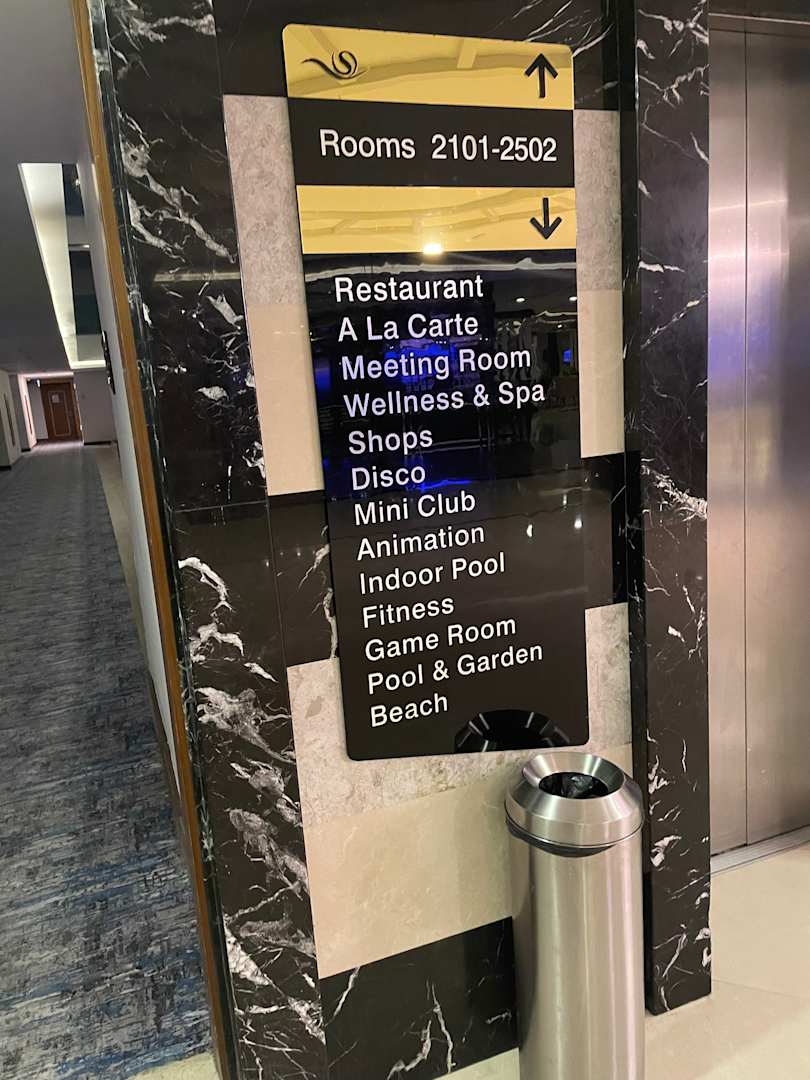 Rooms 2101-2502
Restaurant
A La Carte
Meeting Room
Wellness & Spa
Shops
Disco
Mini Club
Animation
Indoor Pool
Fitness
Game Room
Pool & Garden
Beach